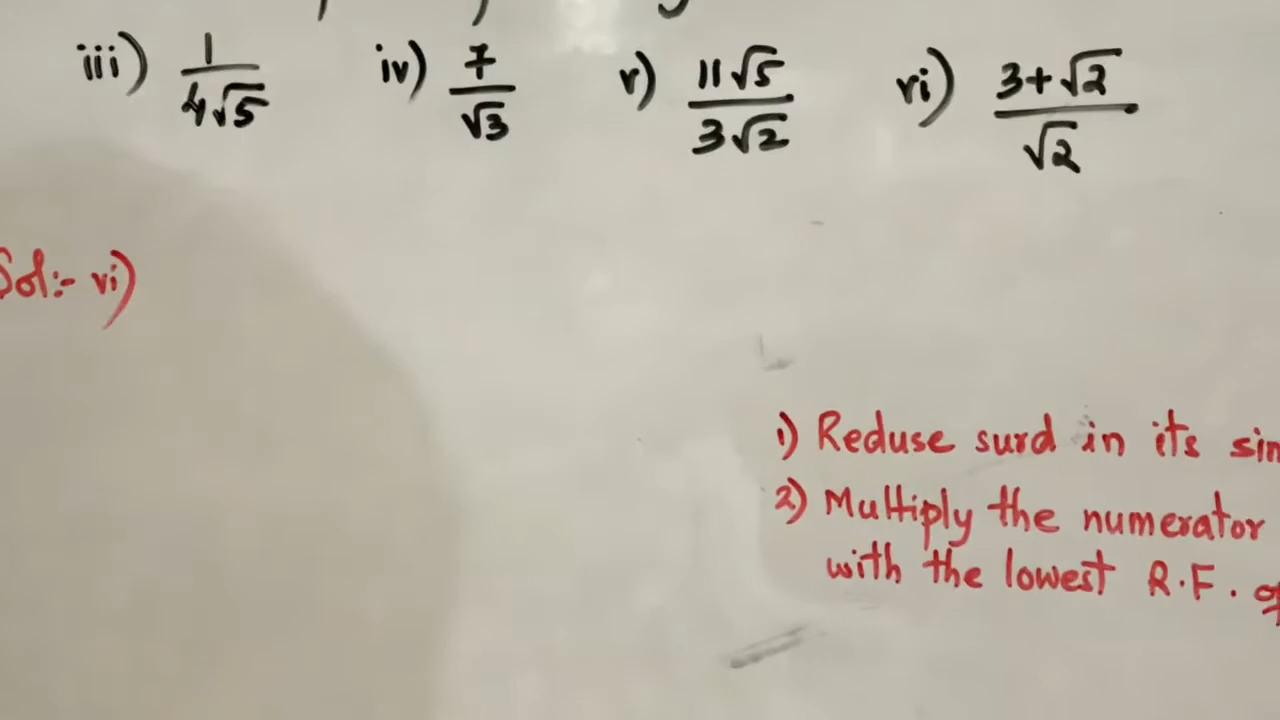 iii) 1/4√5 iv) 7/√3 v) 11√5/3√2 vi) 3+√2/√2
Sol:- vi)
1) Reduse surd in its
2) Multiply the numerator
with the lowest R.F.